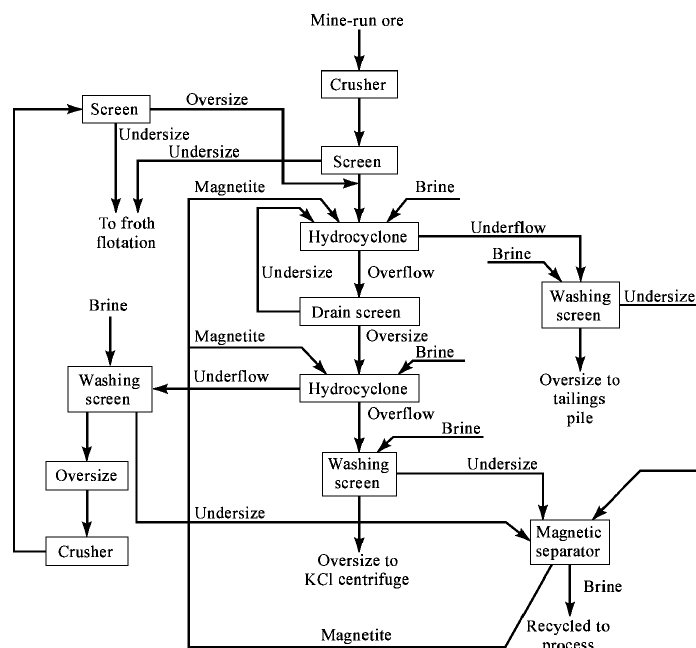 Mine-run ore
Crusher
Screen
Oversize
Undersize
Undersize
Screen
To froth
flotation
Magnetite
Brine
Hydrocyclone
Underflow
Undersize
Overflow
Brine
Washing
screen
Undersize
Drain screen
Brine
Oversize
Magnetite
Brine
Washing
screen
Underflow
Hydrocyclone
Oversize to
tailings
pile
Overflow
Brine
Oversize
Washing
screen
Undersize
Undersize
Magnetic
separator
Crusher
Oversize to
KCl centrifuge
Brine
Recycled to
process
Magnetite